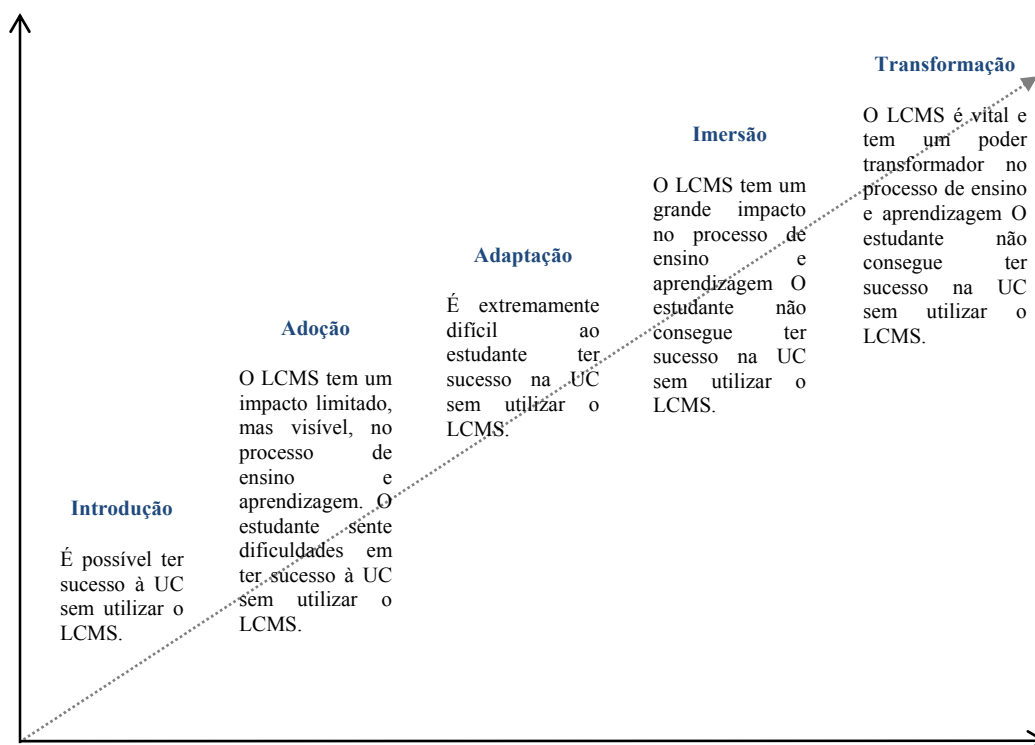 Introdução
É possível ter
sucesso à UC
sem utilizar o
LCMS.
Adoção
O LCMS tem um
impacto limitado,
mas visível, no
processo de
ensino e
aprendizagem. O
estudante sente
dificuldades em
ter sucesso à UC
sem utilizar o
LCMS.
Adaptação
É extremamente
difícil ao
estudante ter
sucesso na UC
sem utilizar o
LCMS.
Imersão
O LCMS tem um
grande impacto
no processo de
ensino e
aprendizagem O
estudante não
consegue ter
sucesso na UC
sem utilizar o
LCMS.
Transformação
O LCMS é vital e
tem um poder
transformador no
processo de ensino
e aprendizagem O
estudante não
consegue ter
sucesso na UC
sem utilizar o
LCMS.